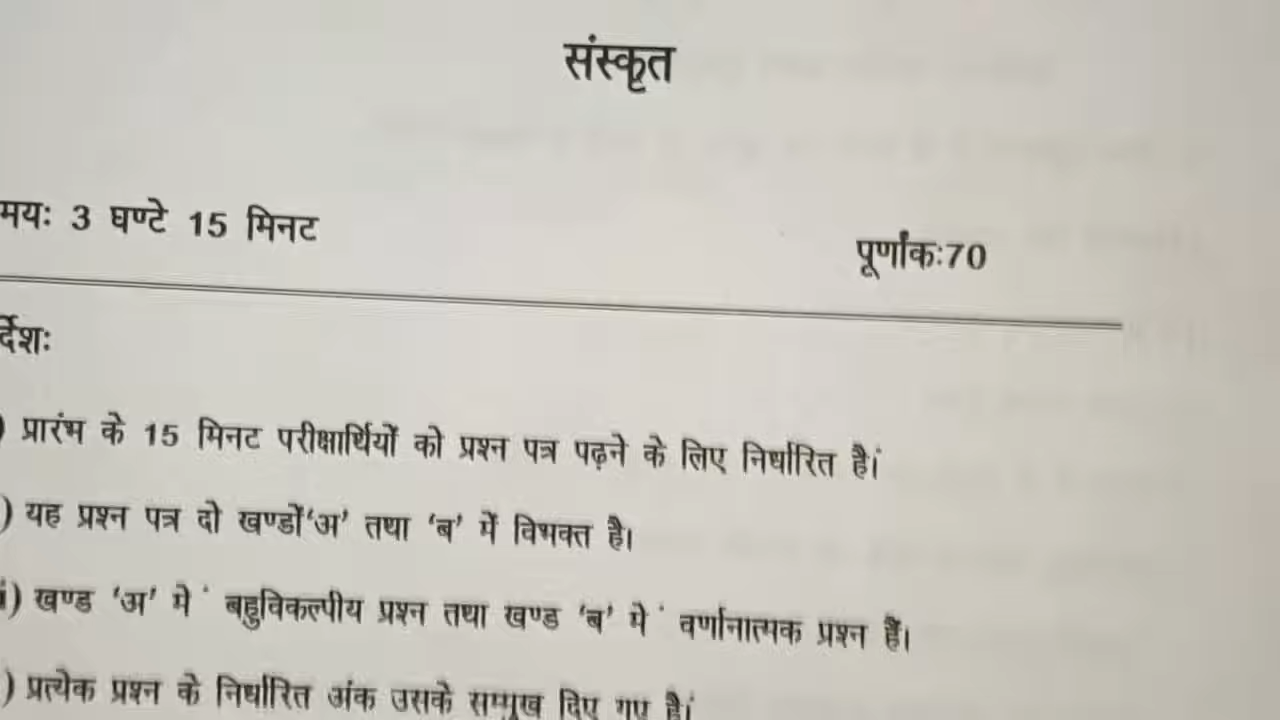 संस्कृत
मयः 3 घण्टे 15 मिनट
पूर्णांकः70
र्देशः
) प्रारंभ के 15 मिनट परीक्षार्थियों को प्रश्न पत्र पढ़ने के लिए निर्धारित है।ं
) यह प्रश्न पत्र दो खण्डों‘अ’ तथा ‘ब’ में विभक्त है।
i) खण्ड ‘अ’ मे ं बहुविकल्पीय प्रश्न तथा खण्ड ‘ब’ मे ं वर्णानात्मक प्रश्न हैं।
) प्रत्येक प्रश्न के निर्धारित अंक उसके सम्मुख दिए गए है।ं